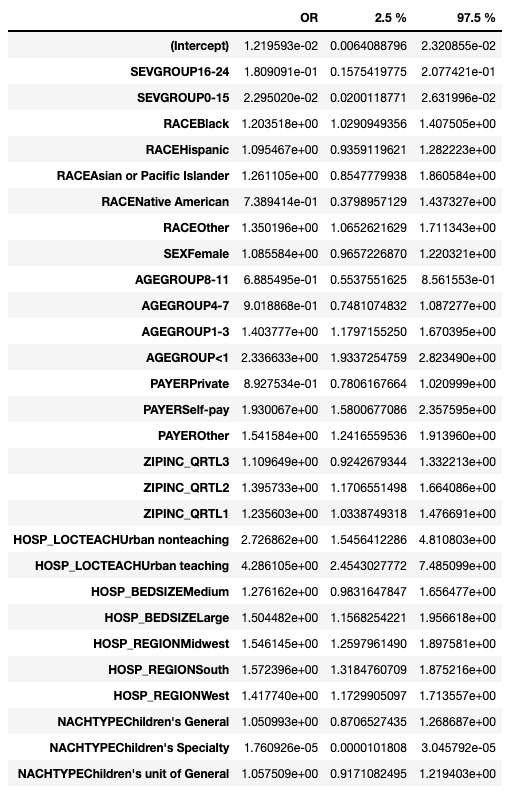 OR 2.5 % 97.5 %
(Intercept) 1.219593e-02 0.0064088796 2.320855e-02
SEVGROUP16-24 1.809091e-01 0.1575419775 2.077421e-01
SEVGROUP0-15 2.295020e-02 0.0200118771 2.631996e-02
RACEBlack 1.203518e+00 1.0290949356 1.407505e+00
RACEHispanic 1.095467e+00 0.9359119621 1.282223e+00
RACEAsian or Pacific Islander 1.261105e+00 0.8547779938 1.860584e+00
RACENative American 7.389414e-01 0.3798957129 1.437327e+00
RACEOther 1.350196e+00 1.0652621629 1.711343e+00
SEXFemale 1.085584e+00 0.9657226870 1.220321e+00
AGEGROUP8-11 6.885495e-01 0.5537551625 8.561553e-01
AGEGROUP4-7 9.018868e-01 0.7481074832 1.087277e+00
AGEGROUP1-3 1.403777e+00 1.1797155250 1.670395e+00
AGEGROUP<1 2.336633e+00 1.9337254759 2.823490e+00
PAYERPrivate 8.927534e-01 0.7806167664 1.020999e+00
PAYERSelf-pay 1.930067e+00 1.5800677086 2.357595e+00
PAYEROther 1.541584e+00 1.2416559536 1.913960e+00
ZIPINC_QRTL3 1.109649e+00 0.9242679344 1.332213e+00
ZIPINC_QRTL2 1.395733e+00 1.1706551498 1.664086e+00
ZIPINC_QRTL1 1.235603e+00 1.0338749318 1.476691e+00
HOSP_LOCTEACHUrban nonteaching 2.726862e+00 1.5456412286 4.810803e+00
HOSP_LOCTEACHUrban teaching 4.286105e+00 2.4543027772 7.485099e+00
HOSP_BEDSIZEMedium 1.276162e+00 0.9831647847 1.656477e+00
HOSP_BEDSIZELarge 1.504482e+00 1.1568254221 1.956618e+00
HOSP_REGIONMidwest 1.546145e+00 1.2597961490 1.897581e+00
HOSP_REGIONSouth 1.572396e+00 1.3184760709 1.875216e+00
HOSP_REGIONWest 1.417740e+00 1.1729905097 1.713557e+00
NACHTYPEChildren's General 1.050993e+00 0.8706527435 1.268687e+00
NACHTYPEChildren's Specialty 1.760926e-05 0.0000101808 3.045792e-05
NACHTYPEChildren's unit of General 1.057509e+00 0.9171082495 1.219403e+00